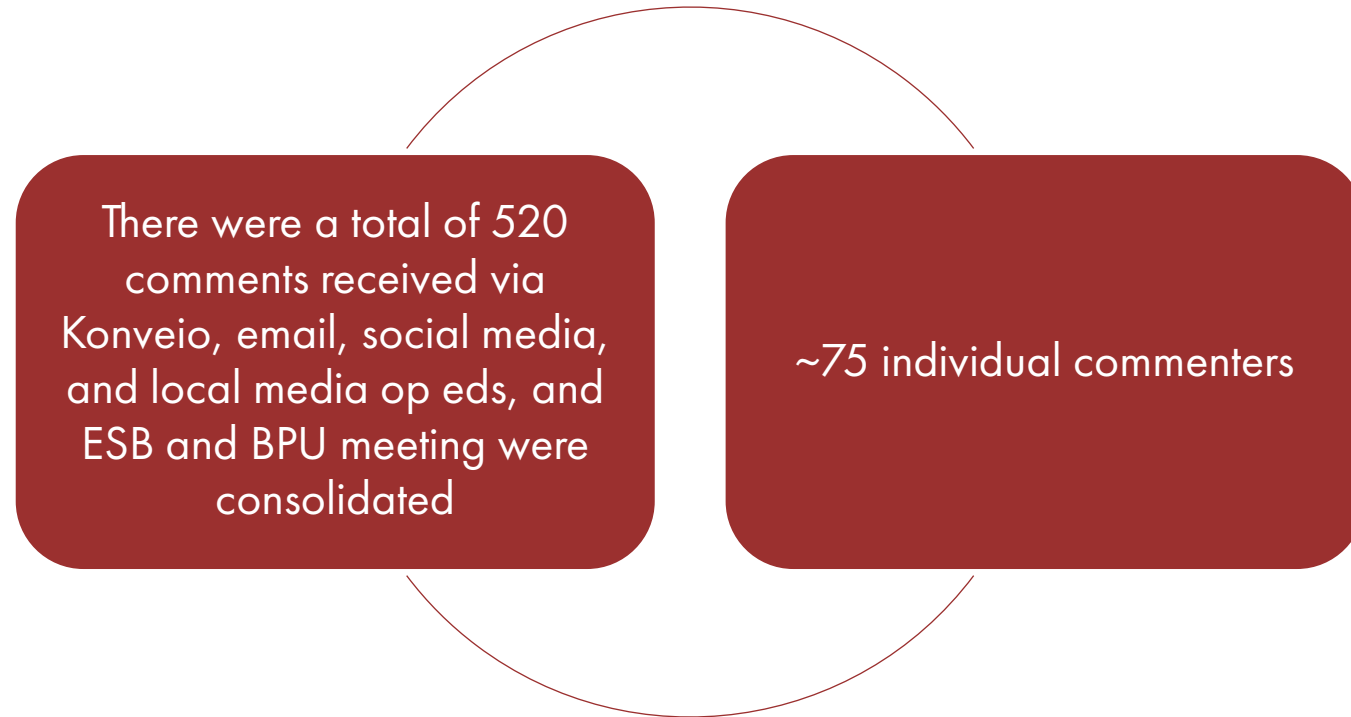 There were a total of 520
comments received via
Konveio, email, social media,
and local media op eds, and
ESB and BPU meeting were
consolidated
~75 individual commenters